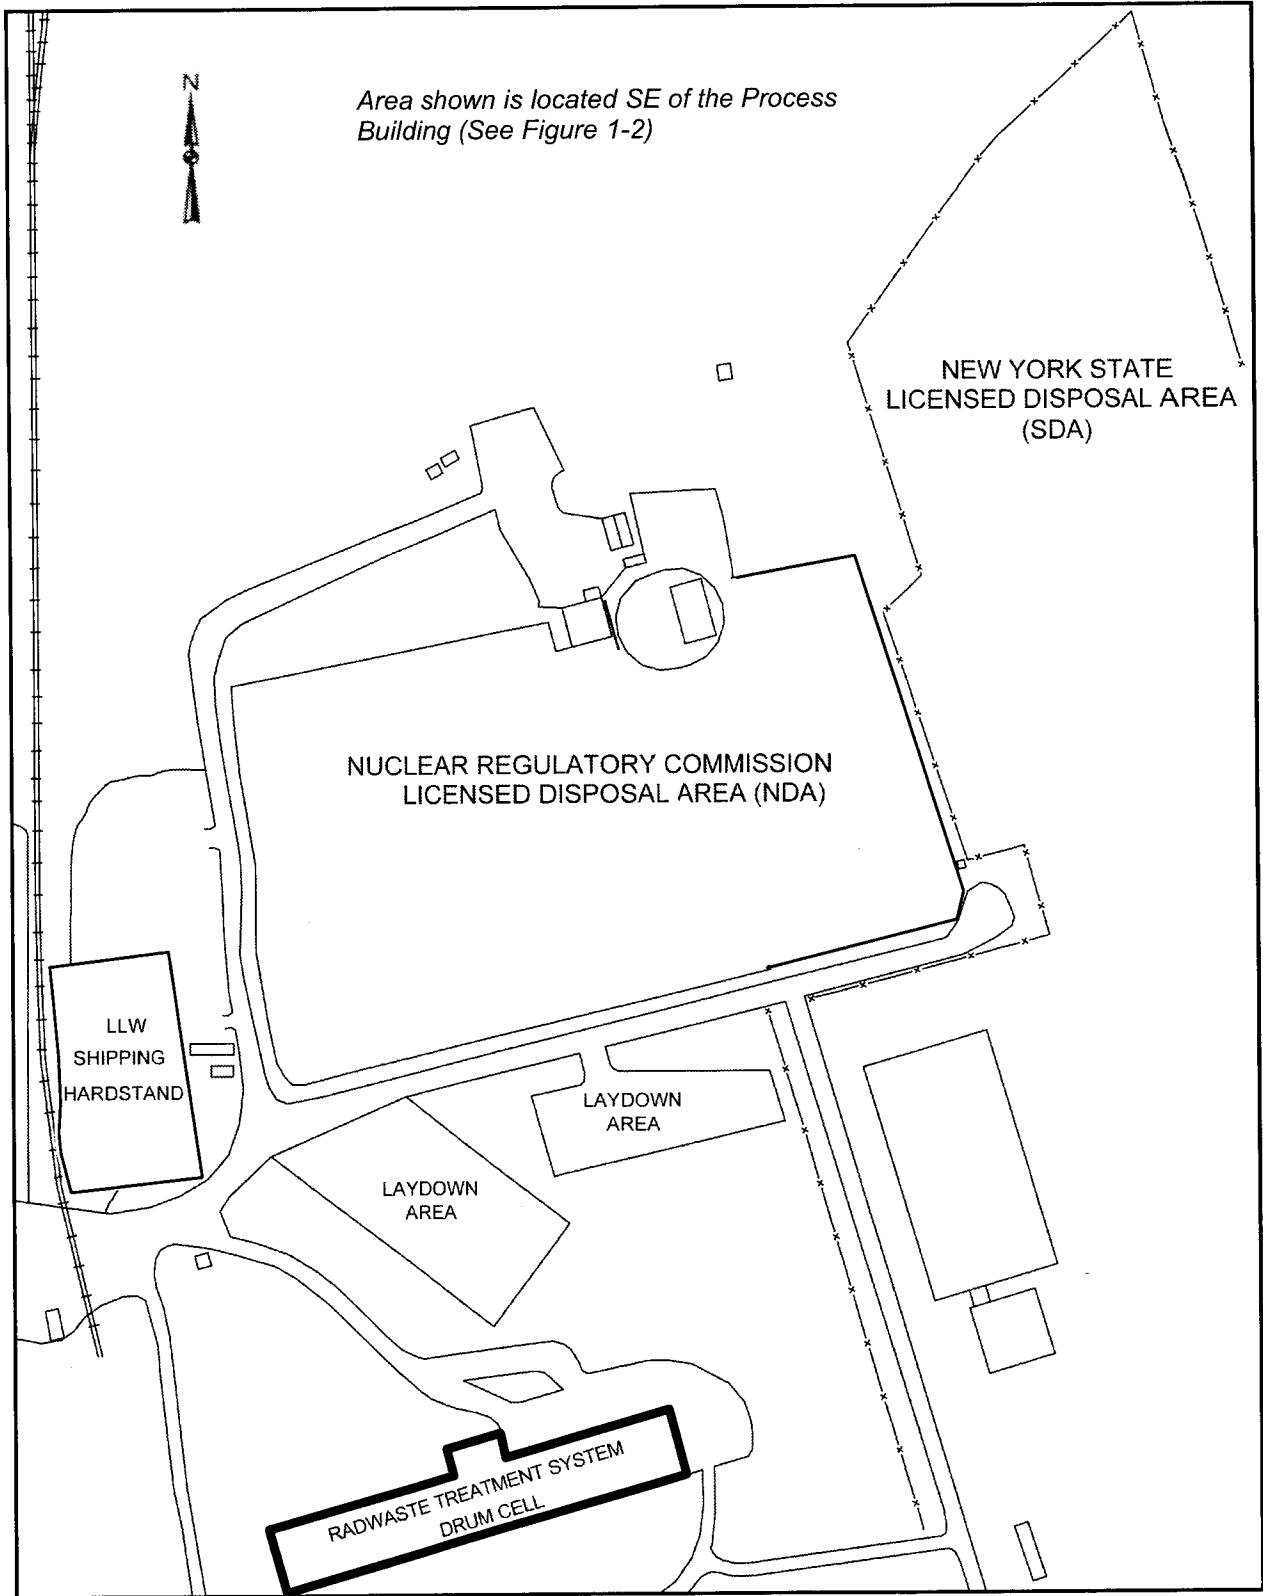 N
Area shown is located SE of the Process
Building (See Figure 1-2)
NEW YORK STATE
LICENSED DISPOSAL AREA
(SDA)
NUCLEAR REGULATORY COMMISSION
LICENSED DISPOSAL AREA (NDA)
LLW
SHIPPING
HARDSTAND
LAYDOWN
AREA
LAYDOWN
AREA
RADWASTE TREATMENT SYSTEM
DRUM CELL